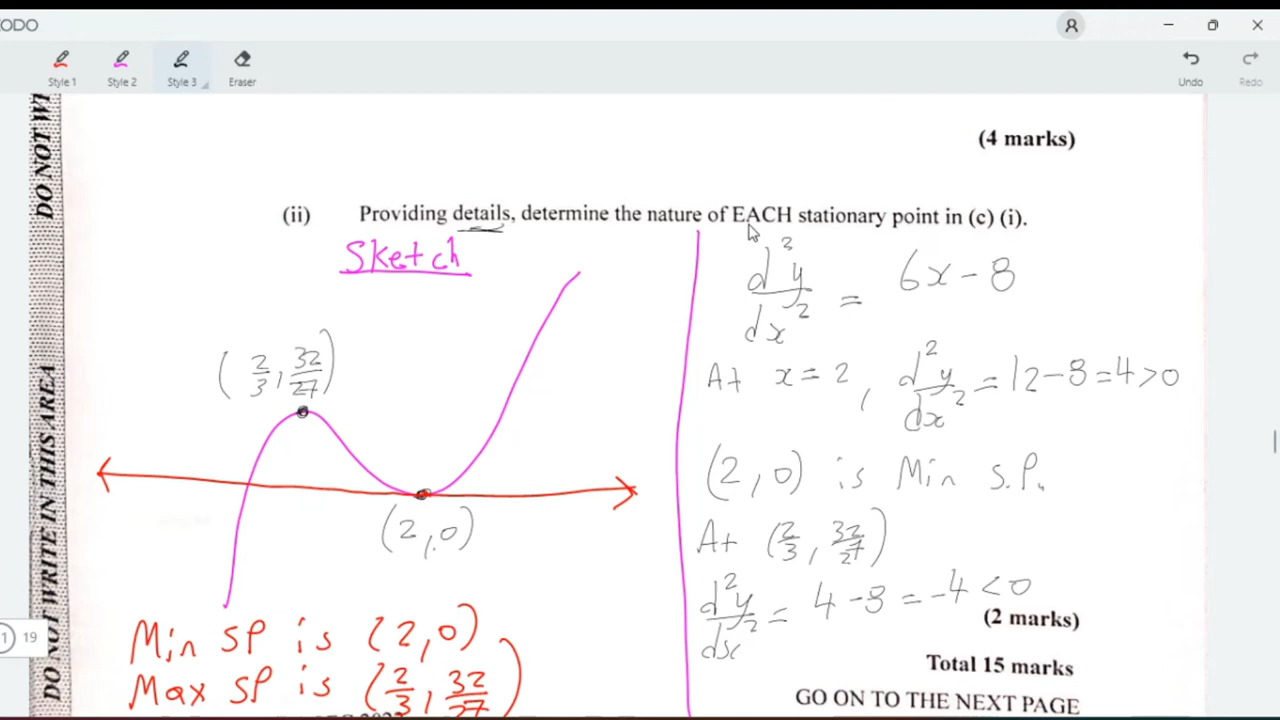 ODO
Style 1 Style 2 Style 3 Eraser Undo Redo
DO NOT WRITE IN THIS AREA DO NOT WI
(4 marks)
(ii) Providing details, determine the nature of EACH stationary point in (c) (i).
Sketch
(2/3, 32/27)
(2, 0)
Min SP is (2, 0)
Max SP is (2/3, 32/27)
d²y/dx² = 6x - 8
At x = 2, d²y/dx² = 12 - 8 = 4 > 0
(2, 0) is Min S.P.
At (2/3, 32/27)
d²y/dx² = 4 - 8 = -4 < 0
(2 marks)
Total 15 marks
GO ON TO THE NEXT PAGE
1) 19